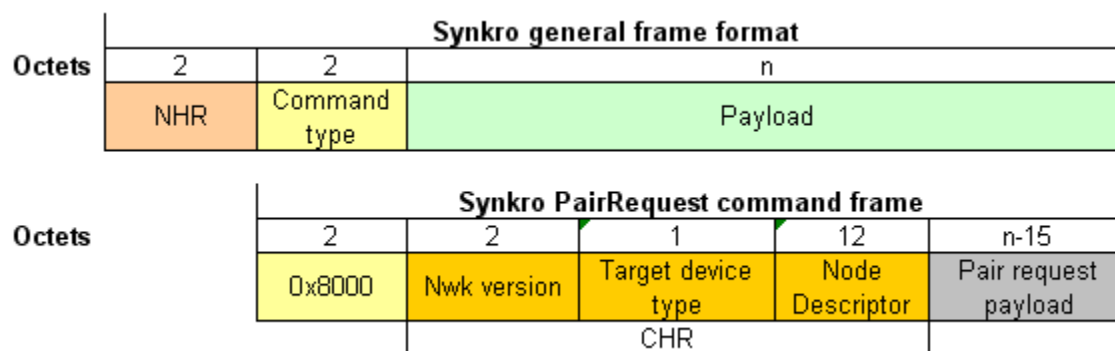 Synkro general frame format
Octets 2 2 n
NHR Command type Payload
Synkro PairRequest command frame
Octets 2 2 1 12 n-15
0x8000 Nwk version Target device type Node Descriptor Pair request payload
CHR